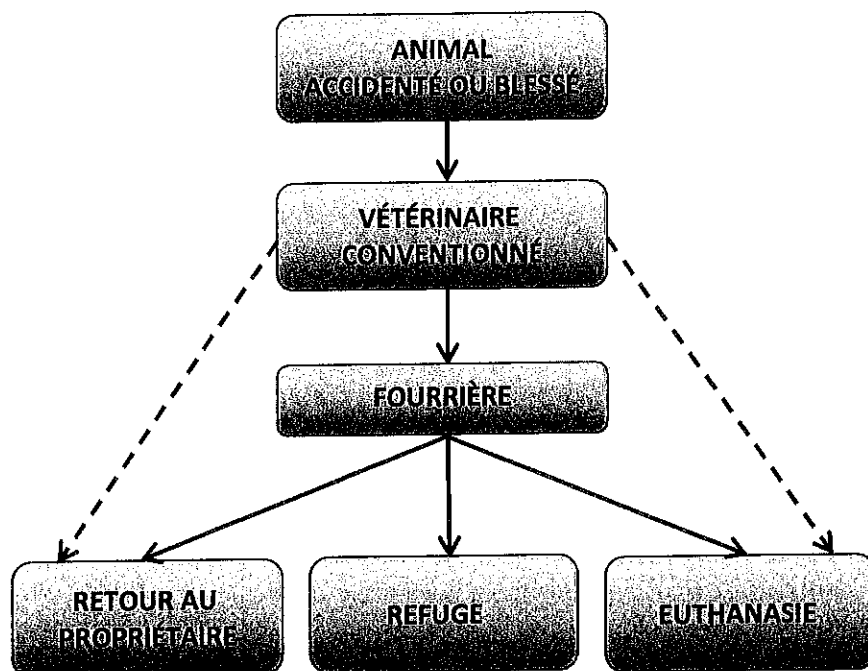 ANIMAL
ACCIDENTÉ OU BLESSÉ
VÉTÉRINAIRE
CONVENTIONNÉ
FOURRIÈRE
RETOUR AU
PROPRIÉTAIRE
REFUGE
EUTHANASIE